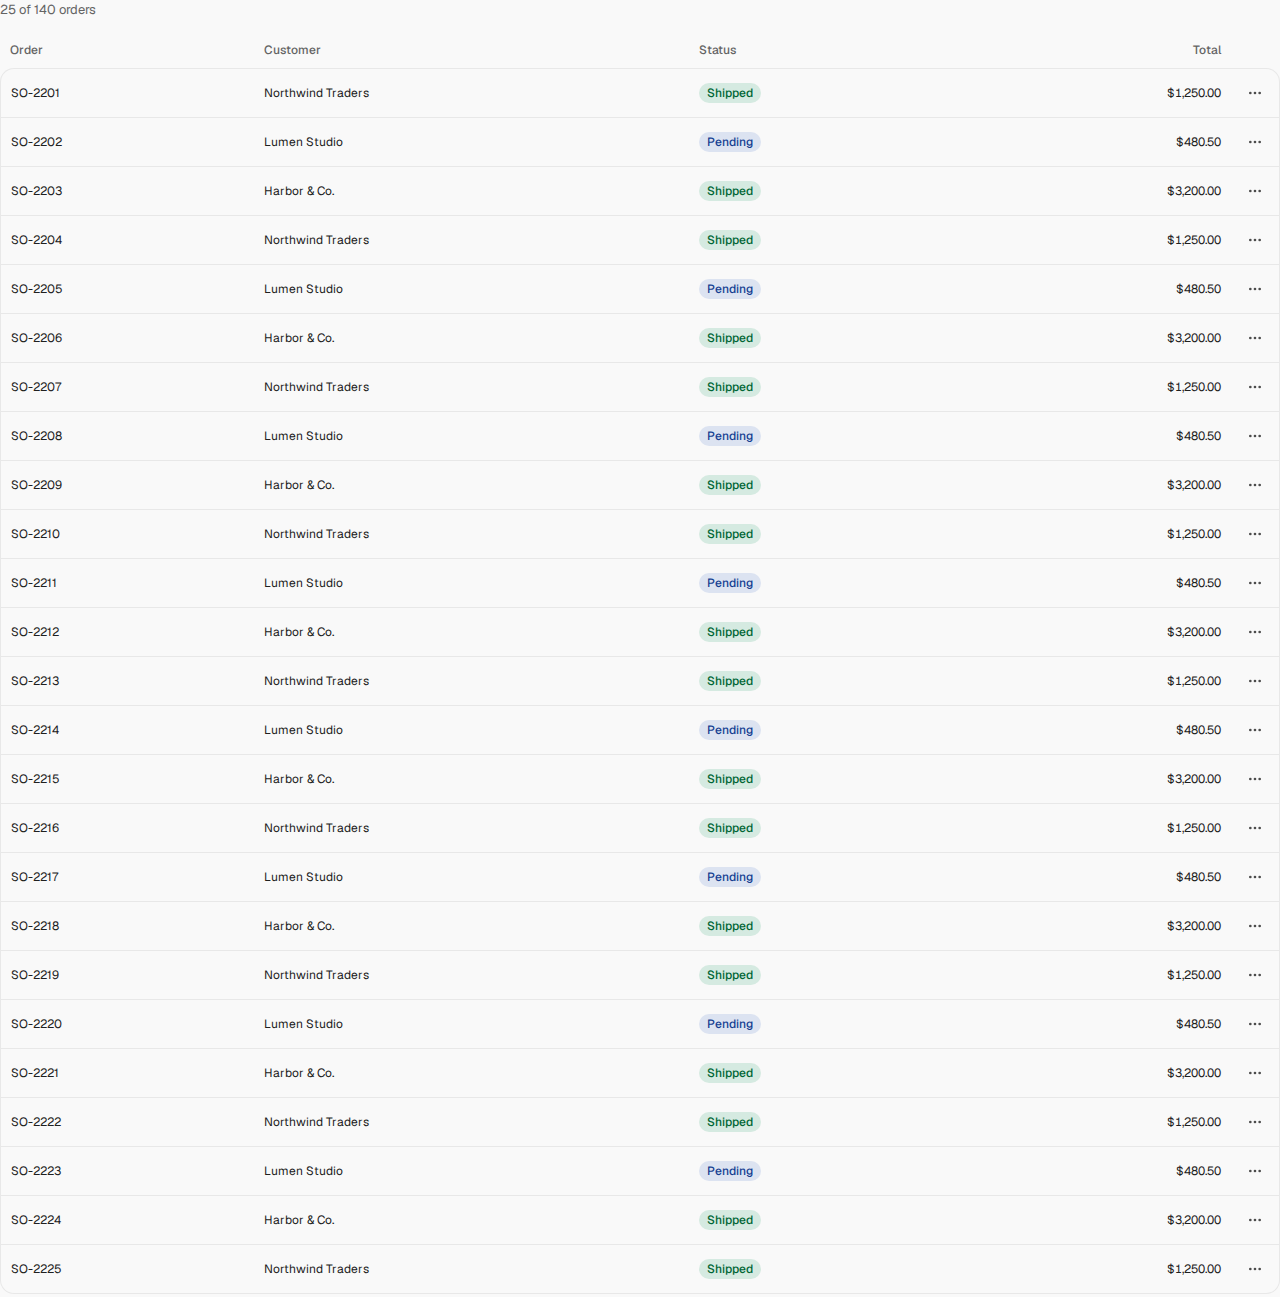 25 of 140 orders
Order Customer Status Total
SO-2201 Northwind Traders Shipped $1,250.00
SO-2202 Lumen Studio Pending $480.50
SO-2203 Harbor & Co. Shipped $3,200.00
SO-2204 Northwind Traders Shipped $1,250.00
SO-2205 Lumen Studio Pending $480.50
SO-2206 Harbor & Co. Shipped $3,200.00
SO-2207 Northwind Traders Shipped $1,250.00
SO-2208 Lumen Studio Pending $480.50
SO-2209 Harbor & Co. Shipped $3,200.00
SO-2210 Northwind Traders Shipped $1,250.00
SO-2211 Lumen Studio Pending $480.50
SO-2212 Harbor & Co. Shipped $3,200.00
SO-2213 Northwind Traders Shipped $1,250.00
SO-2214 Lumen Studio Pending $480.50
SO-2215 Harbor & Co. Shipped $3,200.00
SO-2216 Northwind Traders Shipped $1,250.00
SO-2217 Lumen Studio Pending $480.50
SO-2218 Harbor & Co. Shipped $3,200.00
SO-2219 Northwind Traders Shipped $1,250.00
SO-2220 Lumen Studio Pending $480.50
SO-2221 Harbor & Co. Shipped $3,200.00
SO-2222 Northwind Traders Shipped $1,250.00
SO-2223 Lumen Studio Pending $480.50
SO-2224 Harbor & Co. Shipped $3,200.00
SO-2225 Northwind Traders Shipped $1,250.00